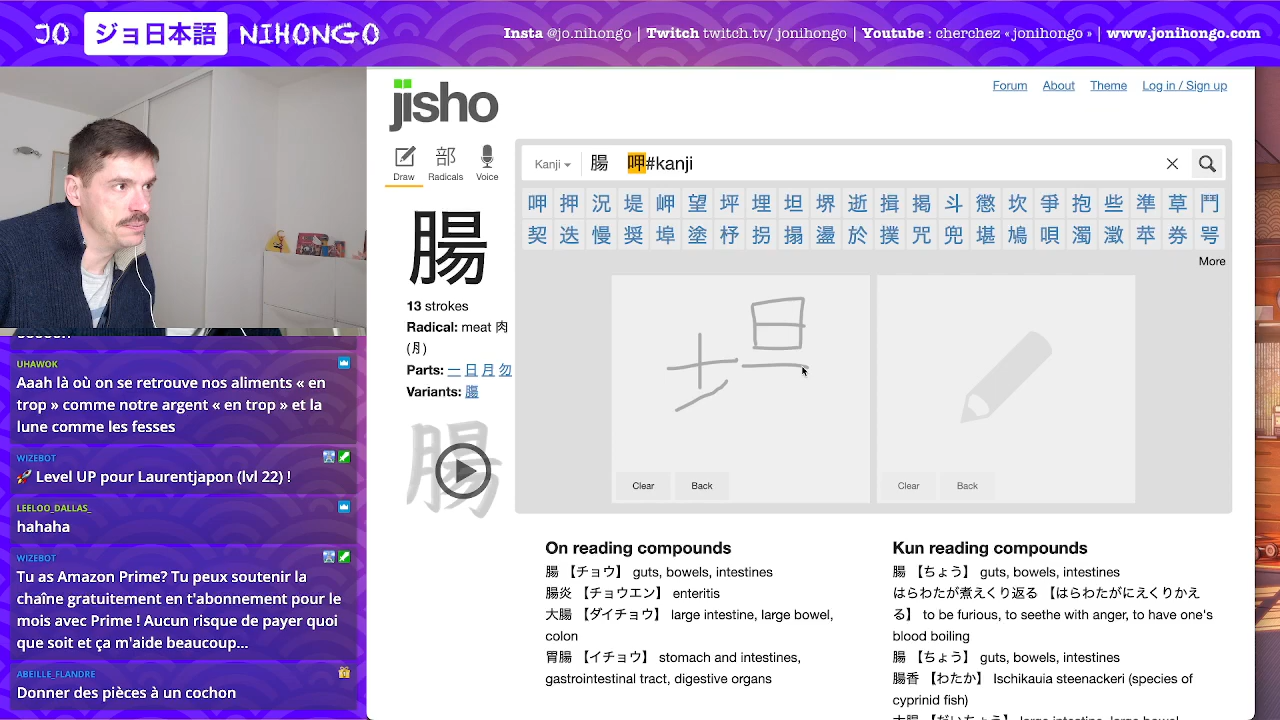 JO ジョ日本語 NIHONGO
Insta @jo.nihongo | Twitch twitch.tv/ jonihongo | Youtube : cherchez « jonihongo » | www.jonihongo.com
UHAWOK
Aaah là où on se retrouve nos aliments « en
trop » comme notre argent « en trop » et la
lune comme les fesses
WIZEBOT
🚀 Level UP pour Laurentjapon (lvl 22) !
LEELOO_DALLAS_
hahaha
WIZEBOT
Tu as Amazon Prime? Tu peux soutenir la
chaîne gratuitement en t'abonnement pour le
mois avec Prime ! Aucun risque de payer quoi
que soit et ça m'aide beaucoup...
ABEILLE_FLANDRE
Donner des pièces à un cochon
jisho
Forum About Theme Log in / Sign up
部
Draw Radicals Voice
Kanji 腸 呷#kanji
呷 押 況 堤 岬 望 坪 埋 坦 堺 逝 揖 掲 斗 懲 坎 爭 抱 些 準 草 鬥
契 迭 慢 奨 埠 塗 杼 拐 搨 盪 於 撲 咒 兜 堪 鳩 唄 濁 澂 萃 券 咢
More
腸
13 strokes
Radical: meat 肉
(⺼)
Parts: 一 日 月 勿
Variants: 膓
腸
Clear Back
Clear Back
On reading compounds
腸 【チョウ】 guts, bowels, intestines
腸炎 【チョウエン】 enteritis
大腸 【ダイチョウ】 large intestine, large bowel,
colon
胃腸 【イチョウ】 stomach and intestines,
gastrointestinal tract, digestive organs
Kun reading compounds
腸 【ちょう】 guts, bowels, intestines
はらわたが煮えくり返る 【はらわたがにえくりかえ
る】 to be furious, to seethe with anger, to have one's
blood boiling
腸 【ちょう】 guts, bowels, intestines
腸香 【わたか】 Ischikauia steenackeri (species of
cyprinid fish)
大腸 【だいちょう】 large intestine, large bowel,